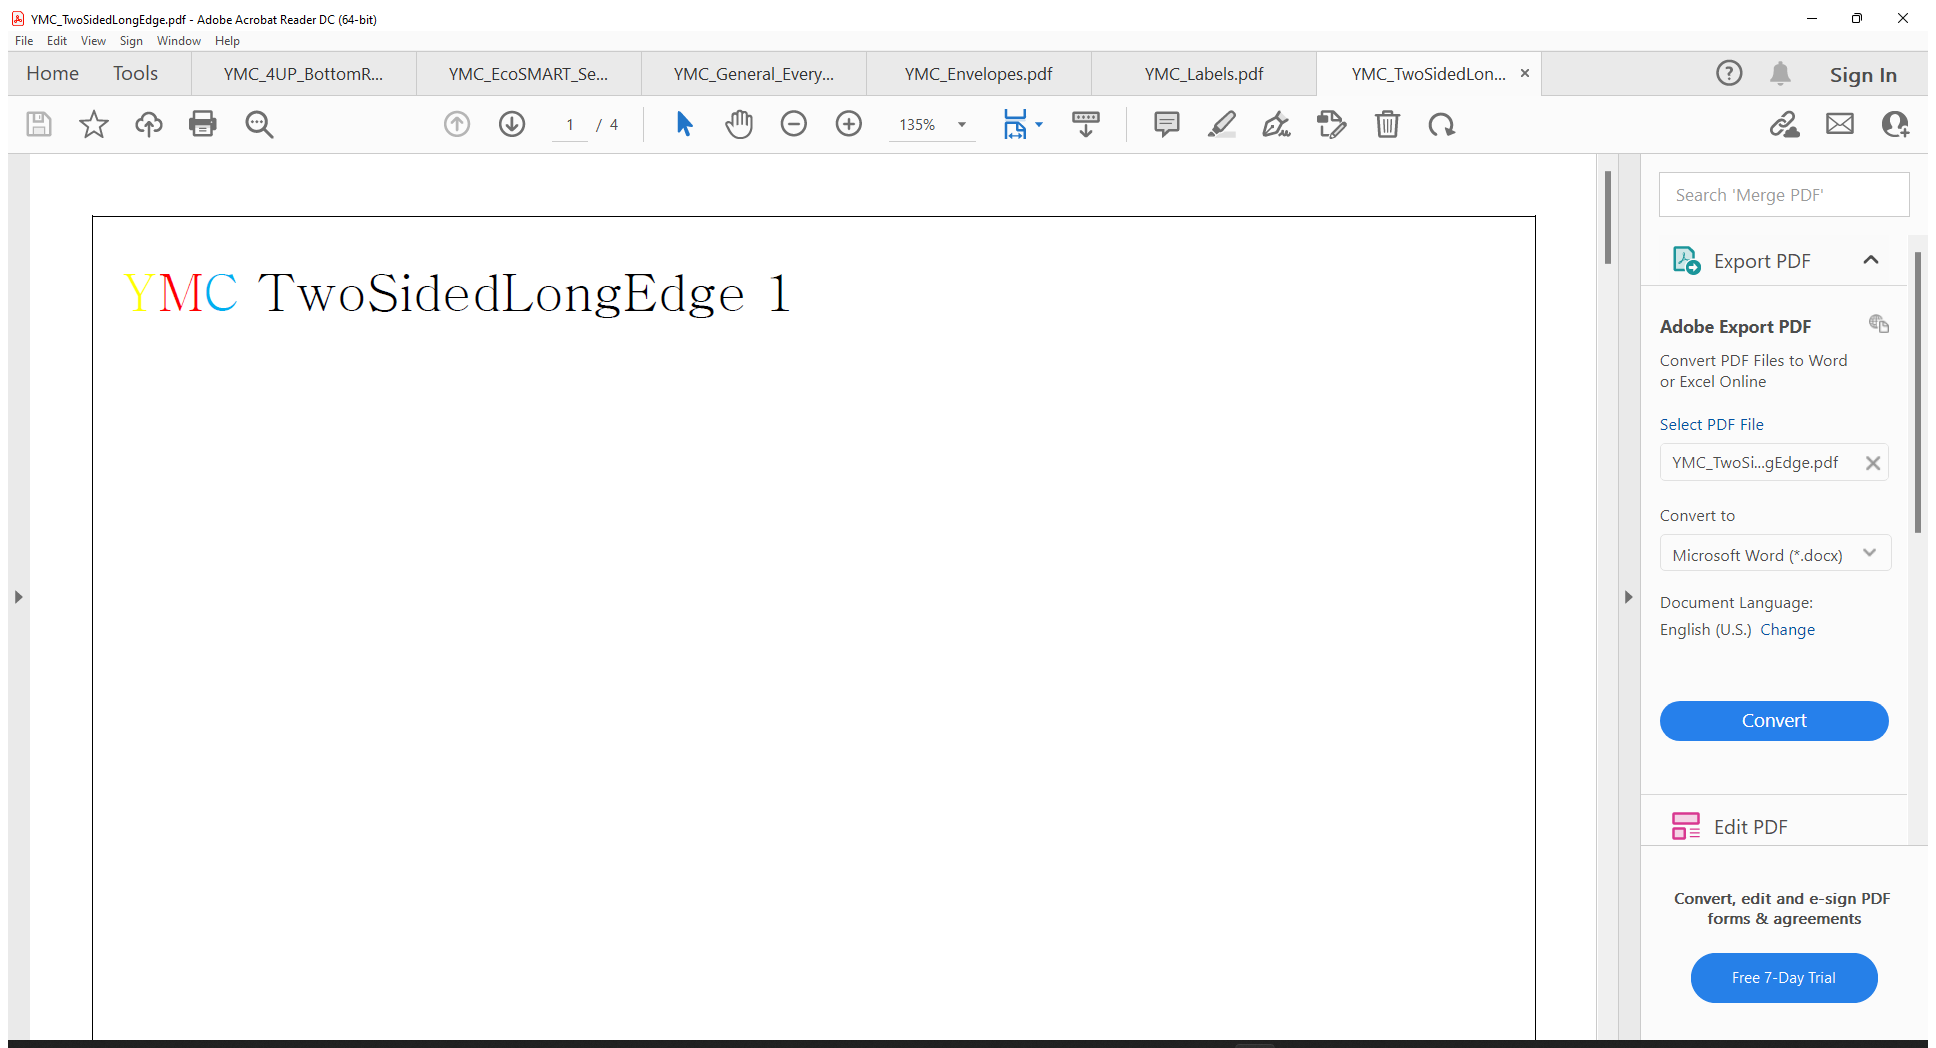 YMC_TwoSidedLongEdge.pdf - Adobe Acrobat Reader DC (64-bit)
File Edit View Sign Window Help
Home Tools YMC_4UP_BottomR... YMC_EcoSMART_Se... YMC_General_Every... YMC_Envelopes.pdf YMC_Labels.pdf YMC_TwoSidedLon... Sign In
1 / 4 135%
YMC TwoSidedLongEdge 1
Search 'Merge PDF'
Export PDF
Adobe Export PDF
Convert PDF Files to Word
or Excel Online
Select PDF File
YMC_TwoSi...gEdge.pdf
Convert to
Microsoft Word (*.docx)
Document Language:
English (U.S.) Change
Convert
Edit PDF
Convert, edit and e-sign PDF
forms & agreements
Free 7-Day Trial